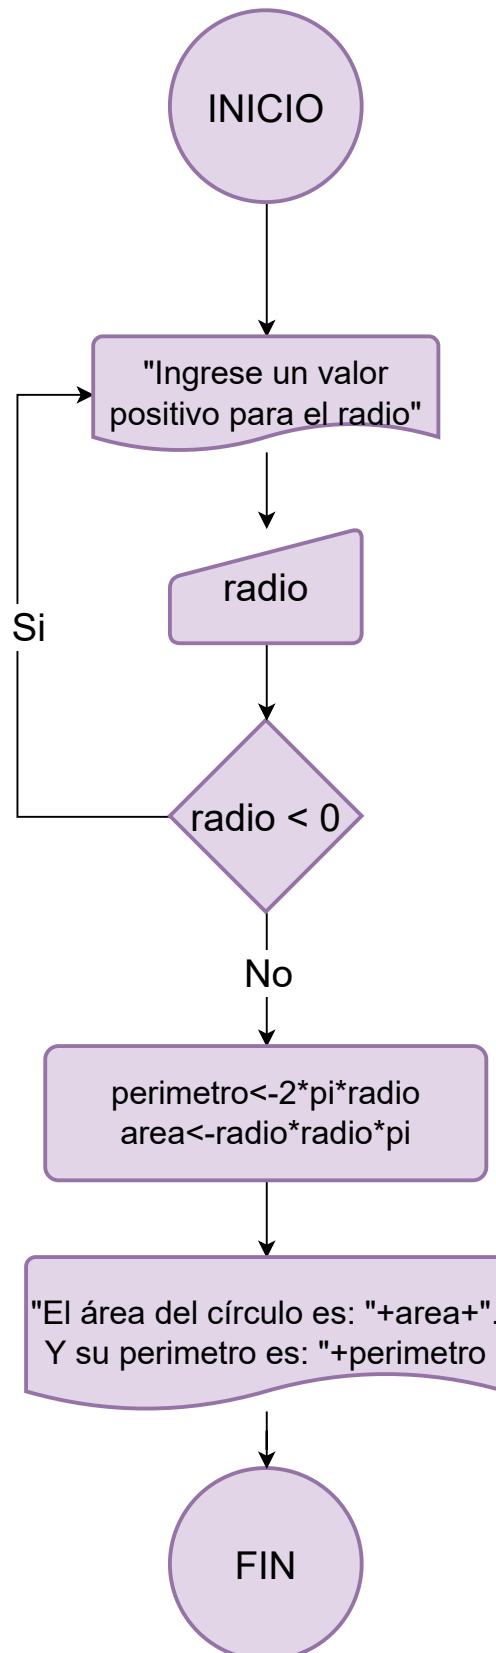 INICIO
"Ingrese un valor
positivo para el radio"
radio
Si
radio < 0
No
perimetro<-2*pi*radio
area<-radio*radio*pi
"El área del círculo es: "+area+".
Y su perimetro es: "+perimetro
FIN